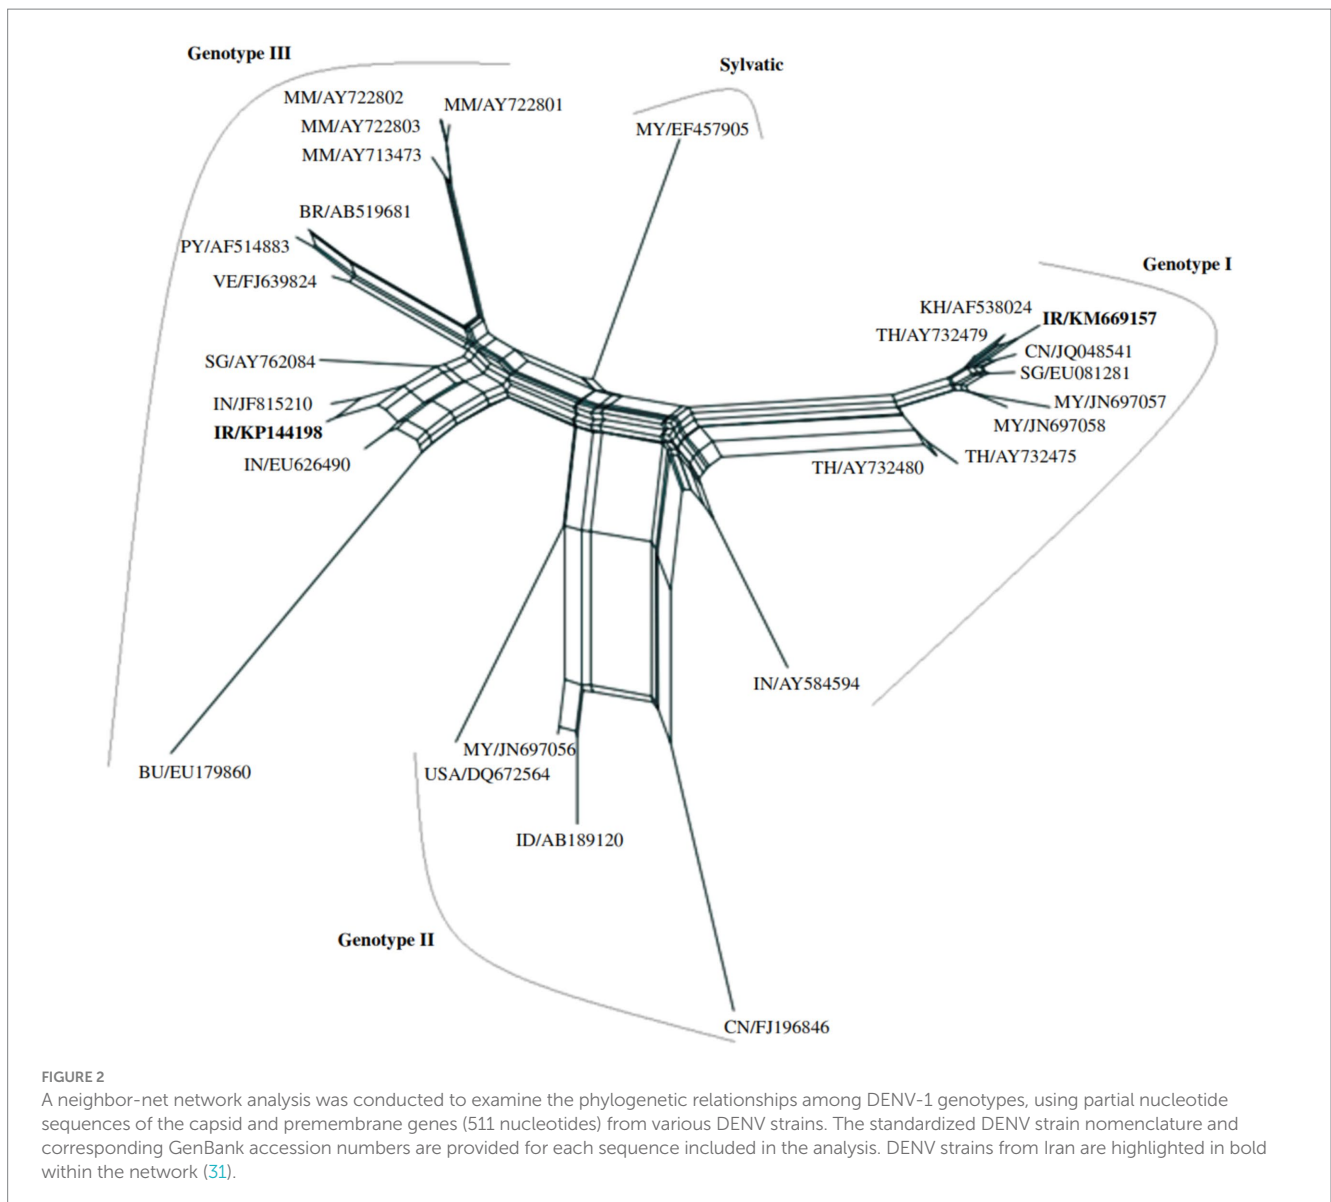 Genotype III
Sylvatic
MM/AY722802
MM/AY722801
MM/AY722803
MY/EF457905
MM/AY713473
BR/AB519681
PY/AF514883
VE/FJ639824
Genotype I
KH/AF538024
IR/KM669157
TH/AY732479
CN/JQ048541
SG/AY762084
SG/EU081281
IN/JF815210
MY/JN697057
IR/KP144198
MY/JN697058
IN/EU626490
TH/AY732475
TH/AY732480
IN/AY584594
MY/JN697056
BU/EU179860
USA/DQ672564
ID/AB189120
Genotype II
CN/FJ196846
FIGURE 2
A neighbor-net network analysis was conducted to examine the phylogenetic relationships among DENV-1 genotypes, using partial nucleotide
sequences of the capsid and premembrane genes (511 nucleotides) from various DENV strains. The standardized DENV strain nomenclature and
corresponding GenBank accession numbers are provided for each sequence included in the analysis. DENV strains from Iran are highlighted in bold
within the network (31).